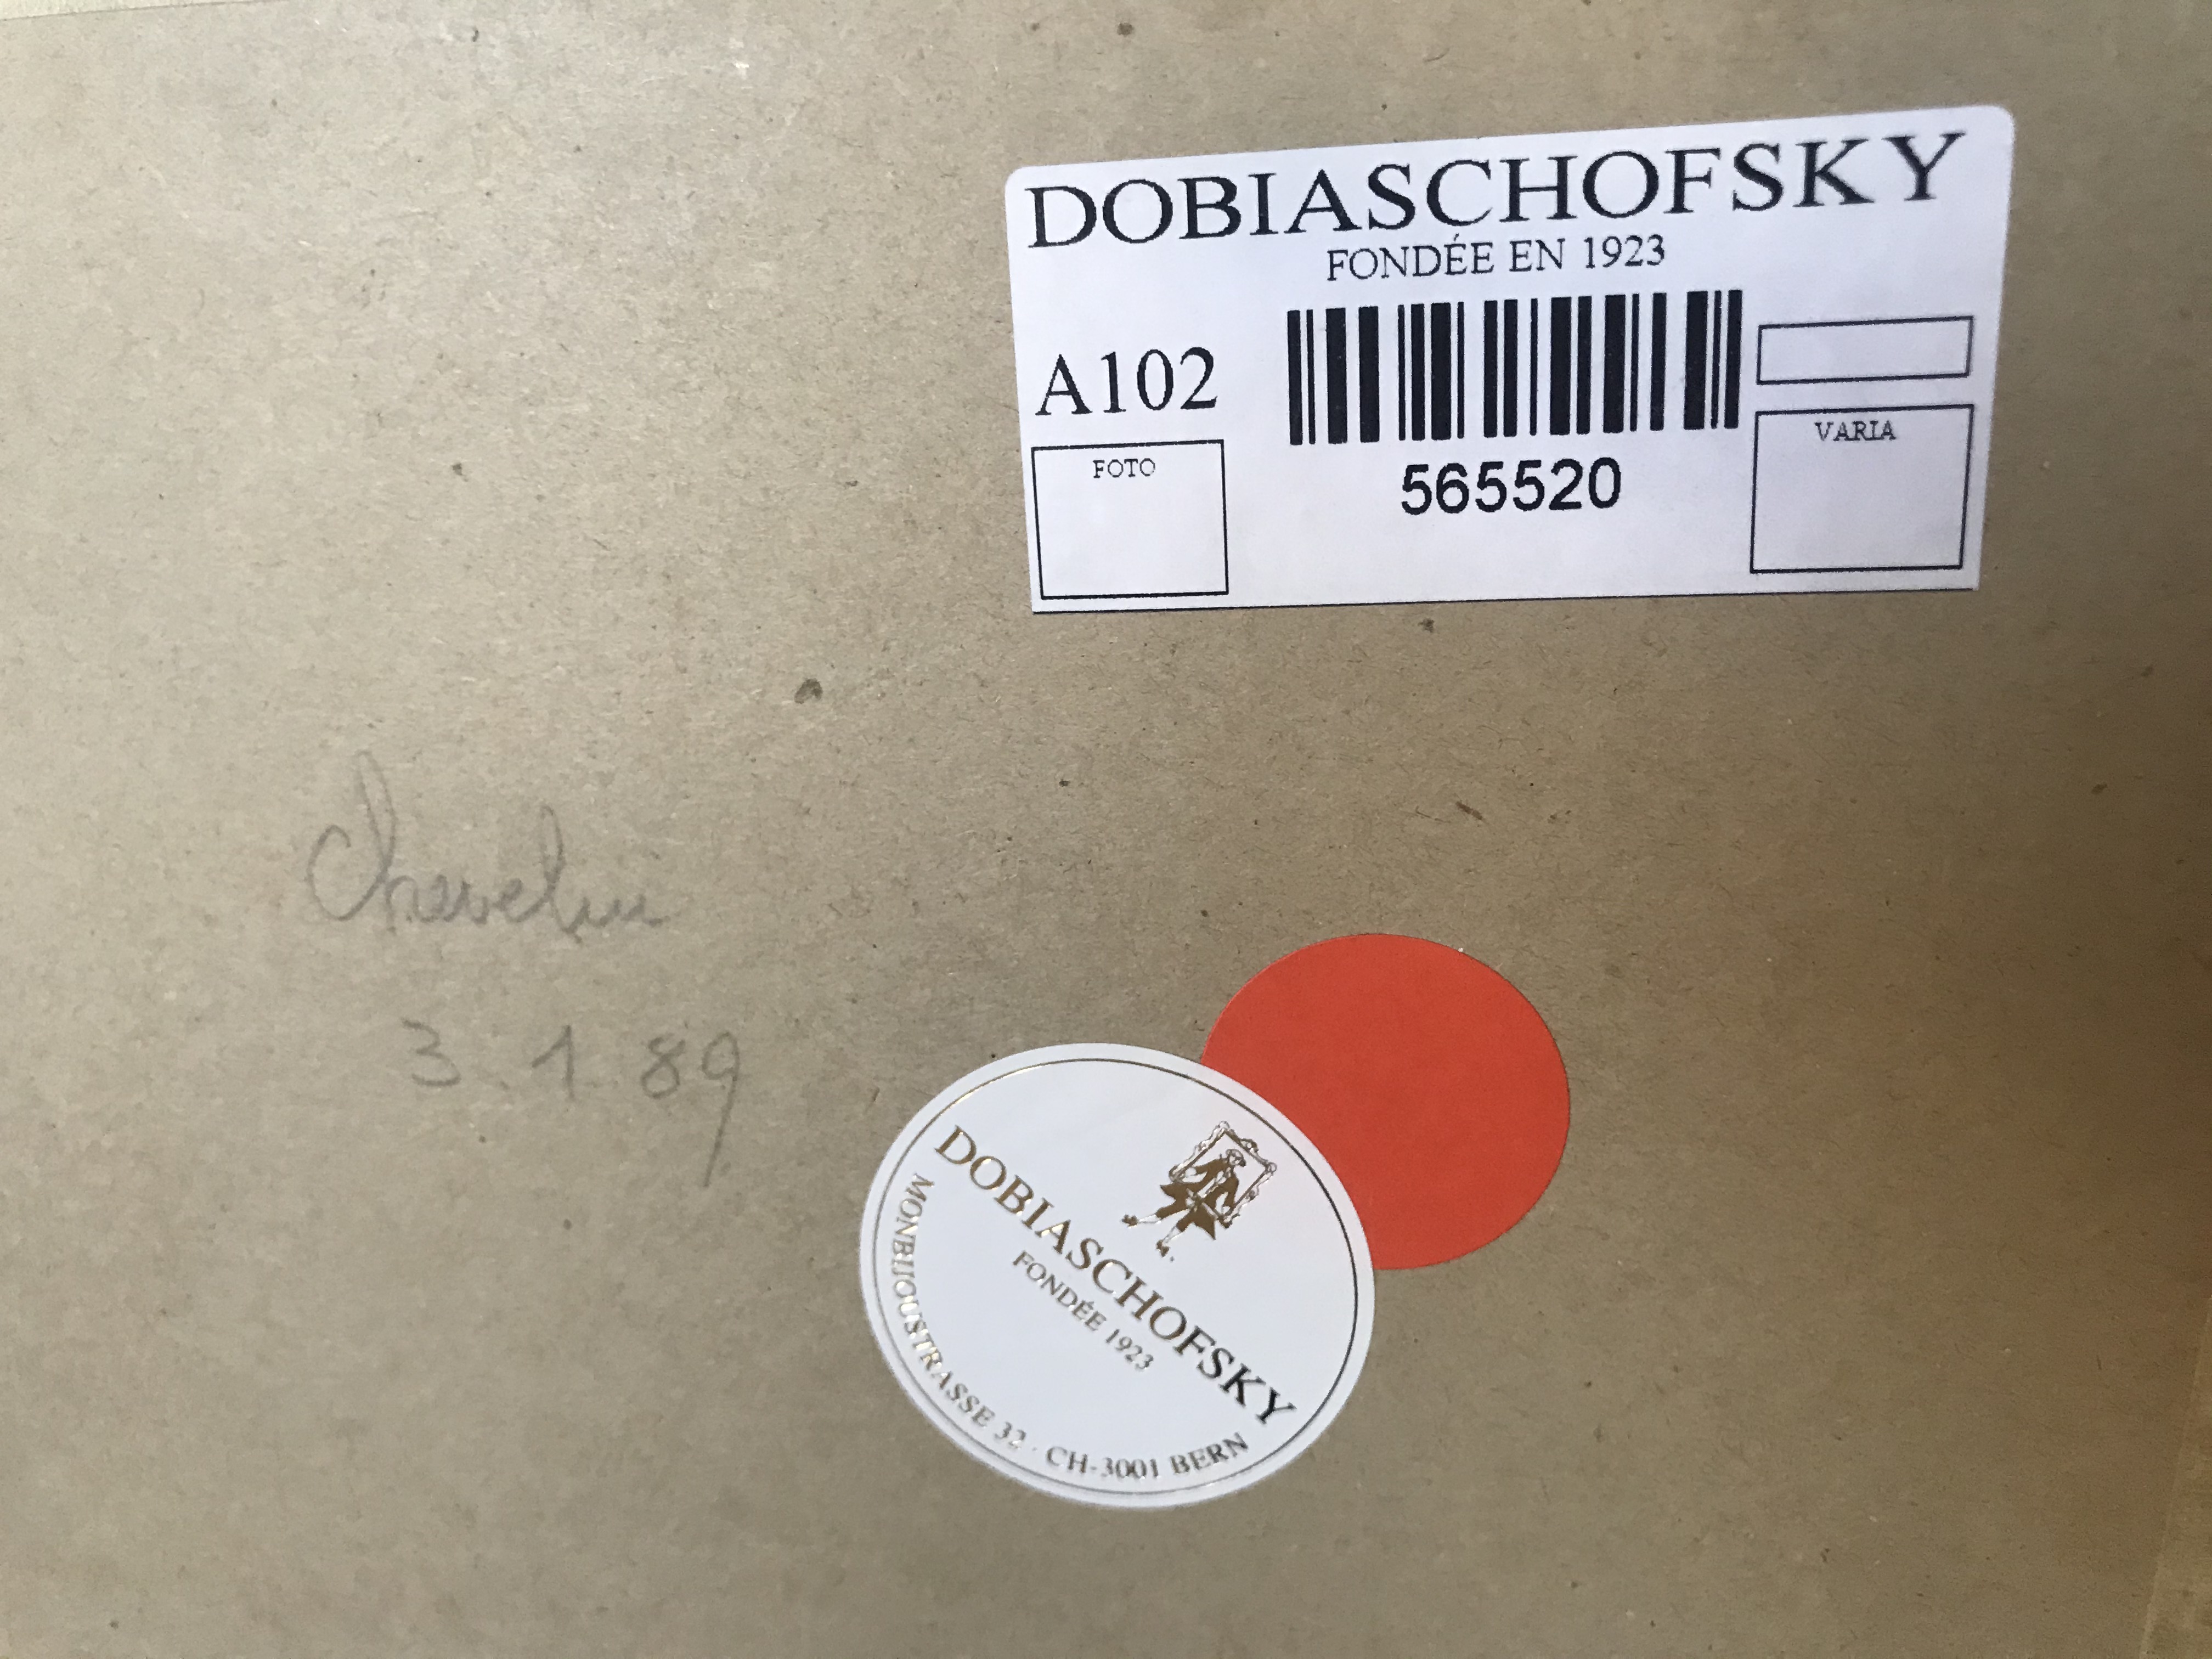 DOBIASCHOFSKY
FONDÉE EN 1923
A102
FOTO
565520
VARIA
3.1.89
DOBIASCHOFSKY
FONDÉE 1923
MONBIJOUSTRASSE 32 · CH-3001 BERN